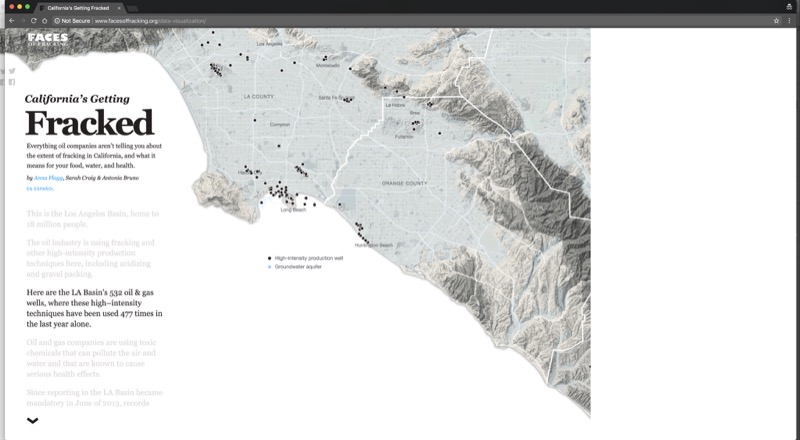 California's Getting Fracked
Not Secure
www.facesoffracking.org/data-visualization/
FACES
OF FRACKING
California's Getting
Fracked
Everything oil companies aren't telling you about
the extent of fracking in California, and what it
means for your food, water, and health.
by Anna Flagg, Sarah Craig & Antonia Bruno
EN ESPAÑOL
This is the Los Angeles Basin, home to
18 million people.
The oil industry is using fracking and
other high-intensity production
techniques here, including acidizing
and gravel packing.
Here are the LA Basin's 532 oil & gas
wells, where these high-intensity
techniques have been used 477 times in
the last year alone.
Oil and gas companies are using toxic
chemicals that can pollute the air and
water and that are known to cause
serious health effects.
Since reporting in the LA Basin became
mandatory in June of 2013, records
Los Angeles
Montebello
LA COUNTY
Santa Fe Springs
La Habra
Brea
Compton
Fullerton
ORANGE COUNTY
Long Beach
Huntington Beach
High-intensity production well
Groundwater aquifer